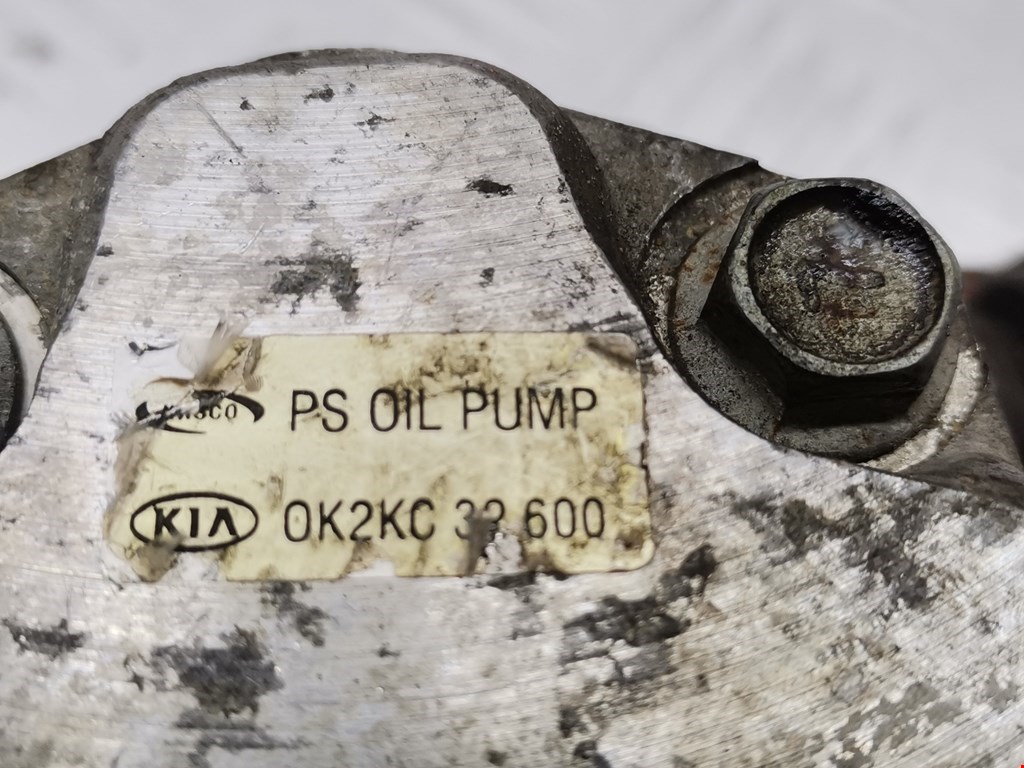 PS OIL PUMP
KIA 0K2KC 32 600